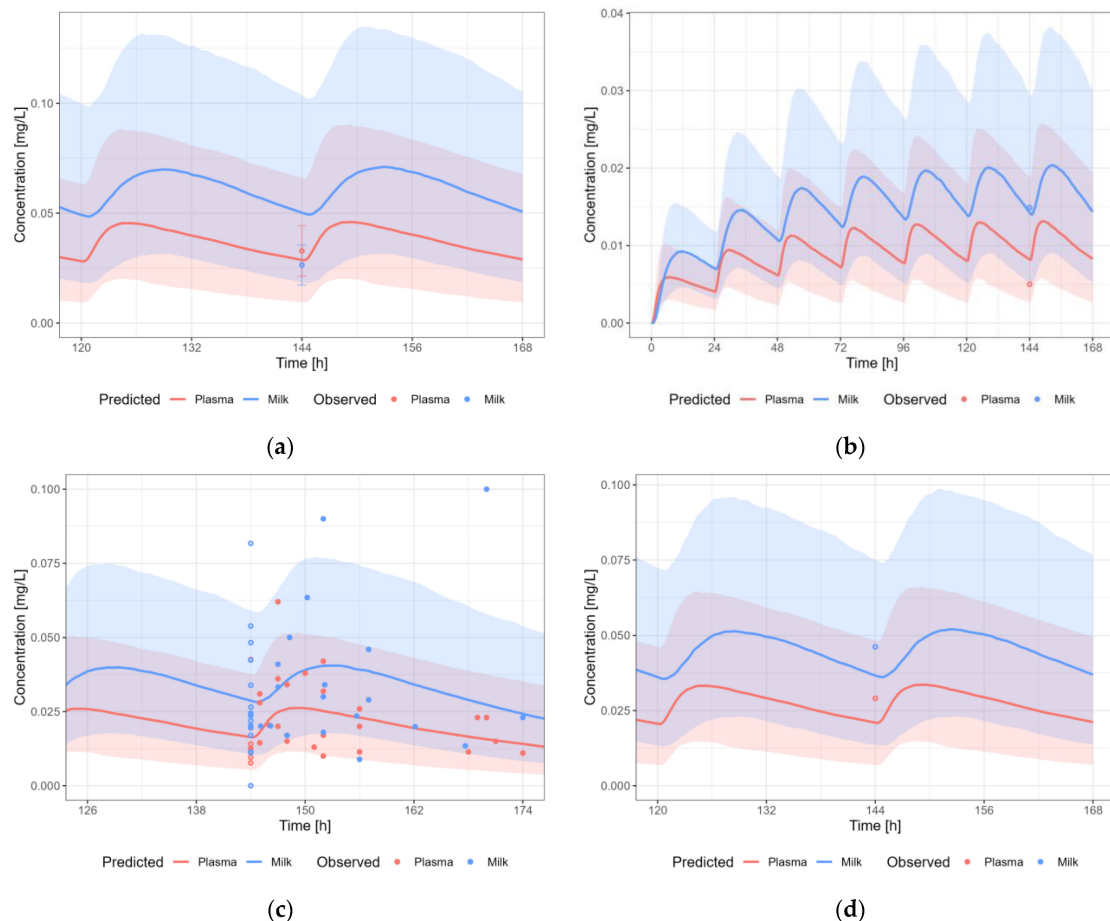 Concentration [mg/L]
0.10
0.05
0.00
120 132 144 156 168
Time [h]
Predicted Plasma Milk Observed Plasma Milk
(a)
Concentration [mg/L]
0.04
0.03
0.02
0.01
0.00
0 24 48 72 96 120 144 168
Time [h]
Predicted Plasma Milk Observed Plasma Milk
(b)
Concentration [mg/L]
0.100
0.075
0.050
0.025
0.000
126 138 150 162 174
Time [h]
Predicted Plasma Milk Observed Plasma Milk
(c)
Concentration [mg/L]
0.100
0.075
0.050
0.025
0.000
120 132 144 156 168
Time [h]
Predicted Plasma Milk Observed Plasma Milk
(d)